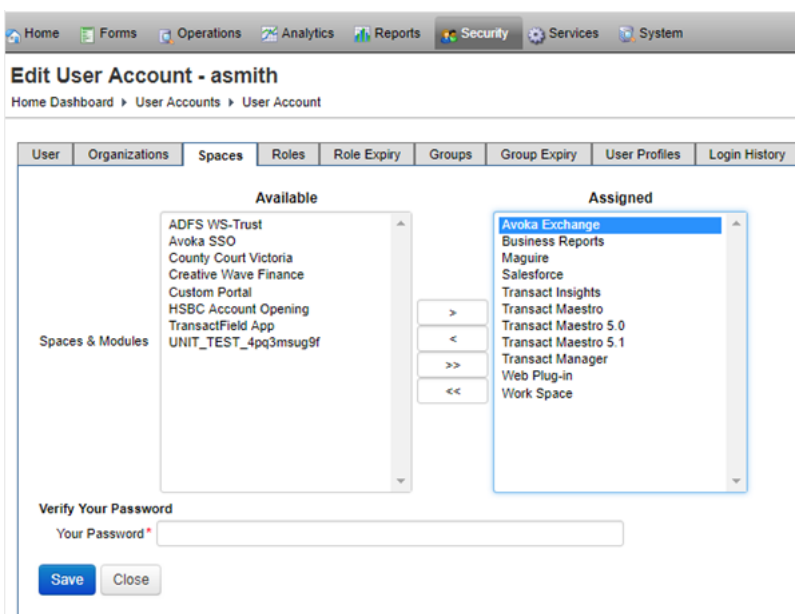 Home Forms Operations Analytics Reports Security Services System
Edit User Account - asmith
Home Dashboard User Accounts User Account
User Organizations Spaces Roles Role Expiry Groups Group Expiry User Profiles Login History
Available
ADFS WS-Trust
Avoka SSO
County Court Victoria
Creative Wave Finance
Custom Portal
HSBC Account Opening
TransactField App
UNIT_TEST_4pq3msug9f
Spaces & Modules
>
<
>>
<<
Assigned
Avoka Exchange
Business Reports
Maguire
Salesforce
Transact Insights
Transact Maestro
Transact Maestro 5.0
Transact Maestro 5.1
Transact Manager
Web Plug-in
Work Space
Verify Your Password
Your Password*
Save Close